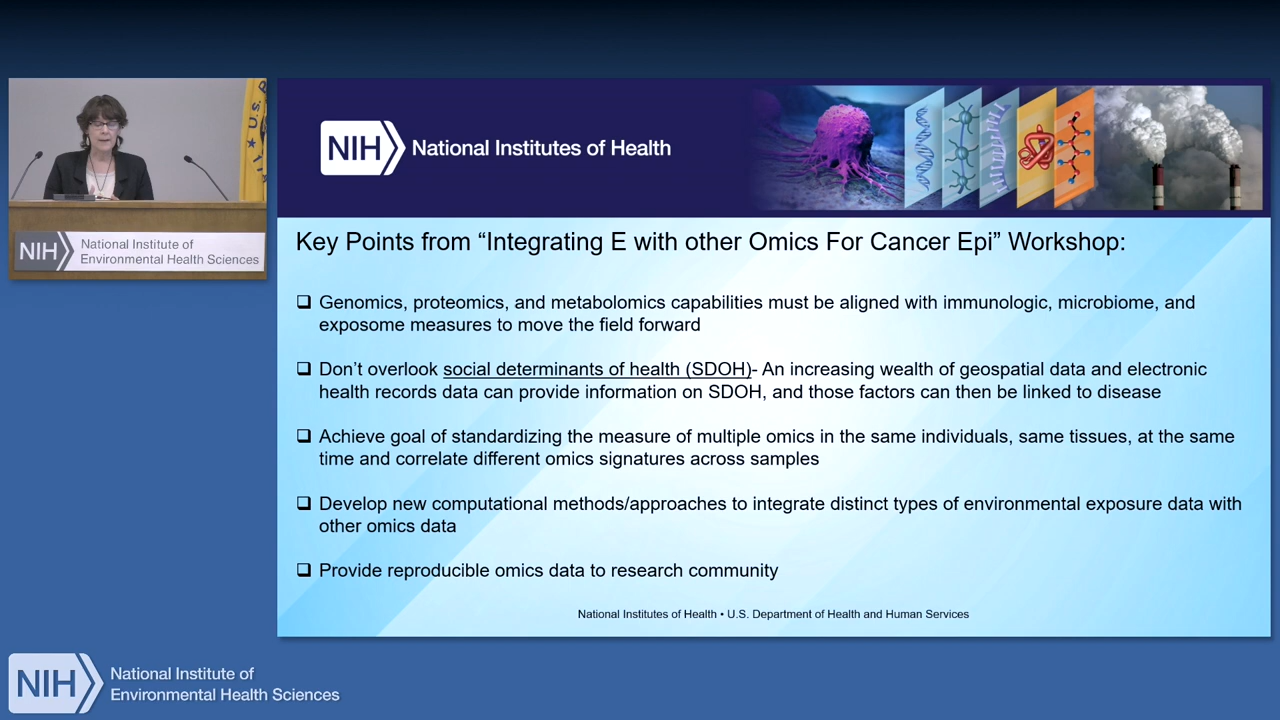 NIH
National Institute of
Environmental Health Sciences
U.S. P
NIH National Institutes of Health
Key Points from “Integrating E with other Omics For Cancer Epi” Workshop:
❑ Genomics, proteomics, and metabolomics capabilities must be aligned with immunologic, microbiome, and
exposome measures to move the field forward
❑ Don’t overlook social determinants of health (SDOH)- An increasing wealth of geospatial data and electronic
health records data can provide information on SDOH, and those factors can then be linked to disease
❑ Achieve goal of standardizing the measure of multiple omics in the same individuals, same tissues, at the same
time and correlate different omics signatures across samples
❑ Develop new computational methods/approaches to integrate distinct types of environmental exposure data with
other omics data
❑ Provide reproducible omics data to research community
National Institutes of Health • U.S. Department of Health and Human Services
NIH
National Institute of
Environmental Health Sciences